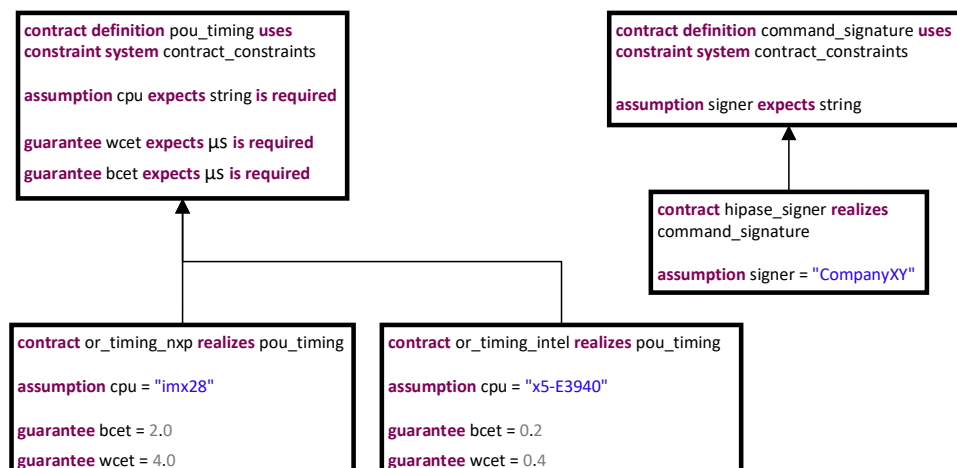 contract definition pou_timing uses
constraint system contract_constraints
assumption cpu expects string is required
guarantee wcet expects μs is required
guarantee bcet expects μs is required
contract definition command_signature uses
constraint system contract_constraints
assumption signer expects string
contract hipase_signer realizes
command_signature
assumption signer = "CompanyXY"
contract or_timing_nxp realizes pou_timing
assumption cpu = "imx28"
guarantee bcet = 2.0
guarantee wcet = 4.0
contract or_timing_intel realizes pou_timing
assumption cpu = "x5-E3940"
guarantee bcet = 0.2
guarantee wcet = 0.4